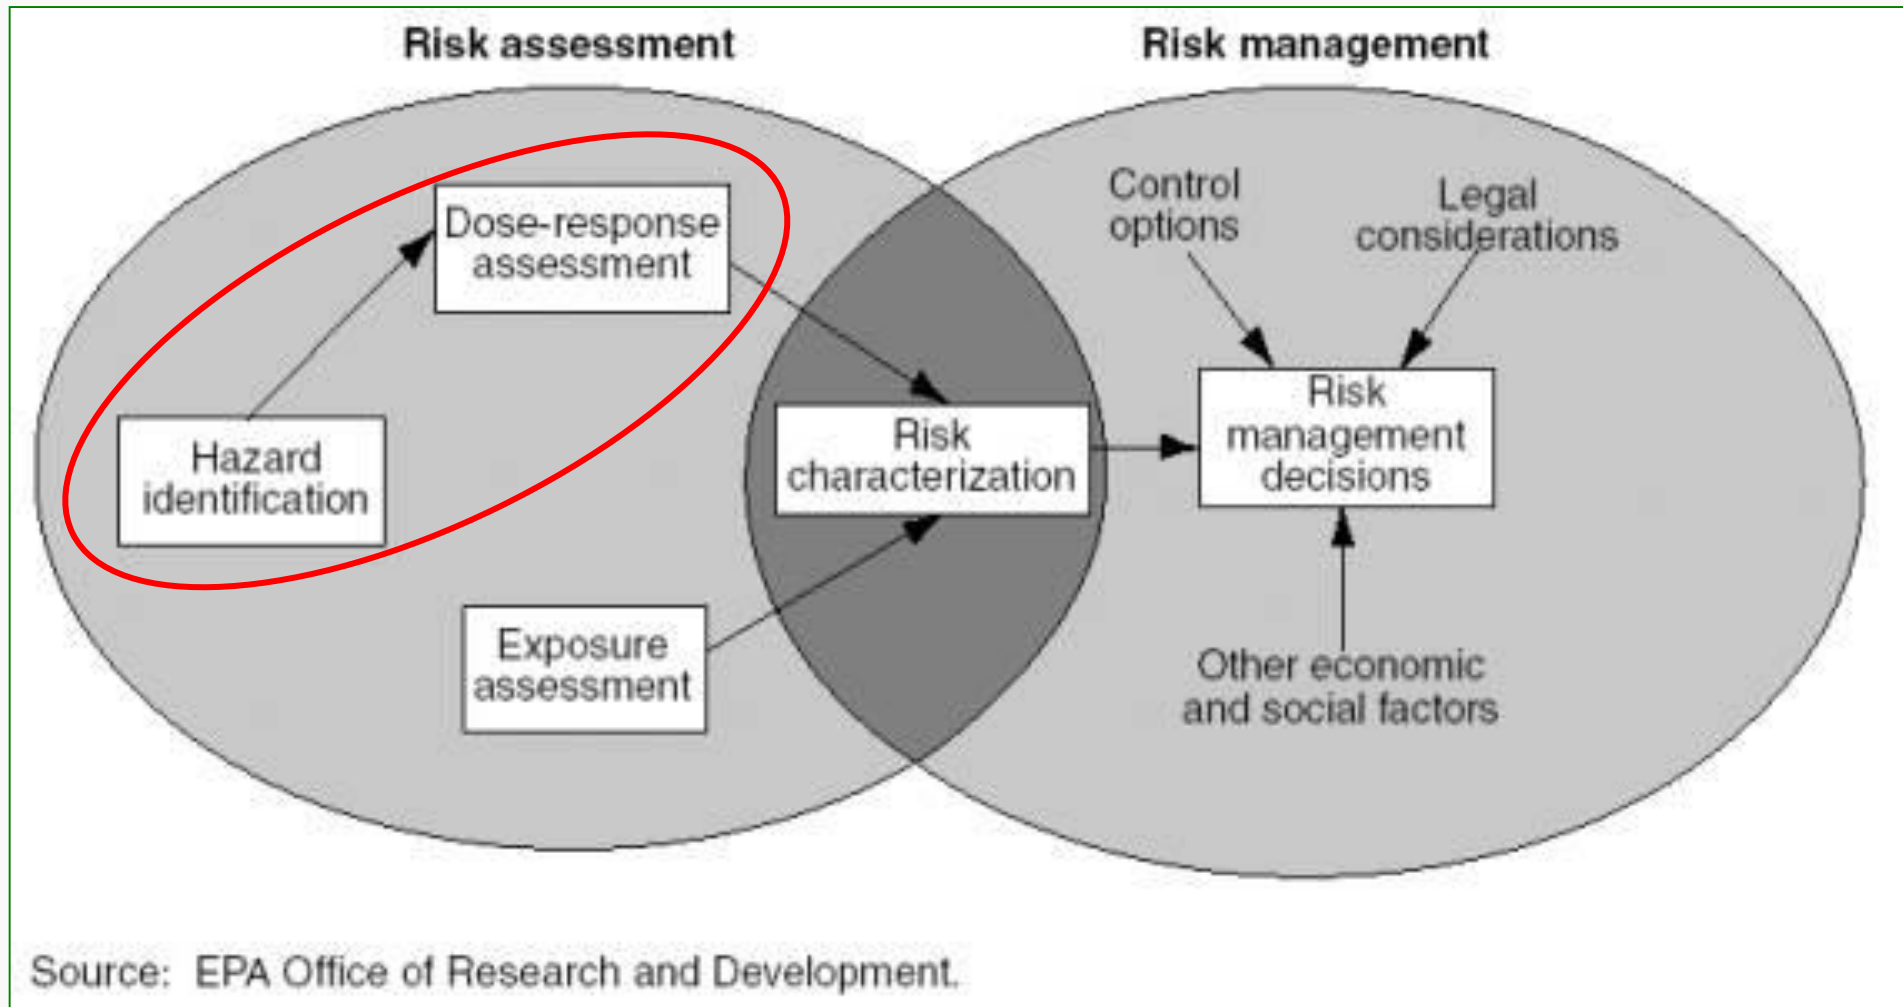 Risk assessment
Risk management
Dose-response
assessment
Hazard
identification
Exposure
assessment
Risk
characterization
Control
options
Legal
considerations
Risk
management
decisions
Other economic
and social factors
Source: EPA Office of Research and Development.